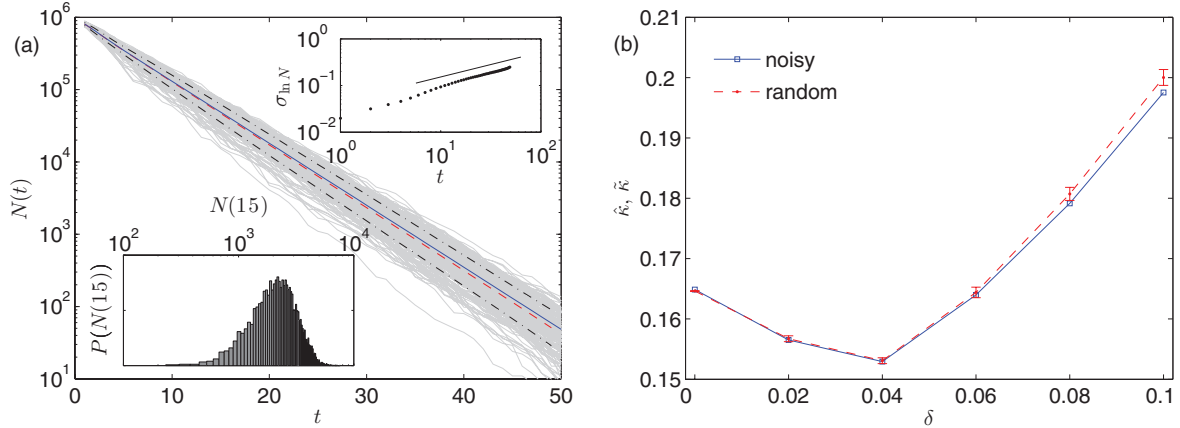 (a)
N(t)
10^6
10^5
10^4
10^3
10^2
10^1
0 10 20 30 40 50
t
σ_{ln N}
10^0
10^{-1}
10^{-2}
10^0 10^1 10^2
t
N(15)
10^2 10^3 10^4
P(N(15))
(b)
κ̂, κ̃
0.21
0.2
0.19
0.18
0.17
0.16
0.15
noisy
random
0 0.02 0.04 0.06 0.08 0.1
δ